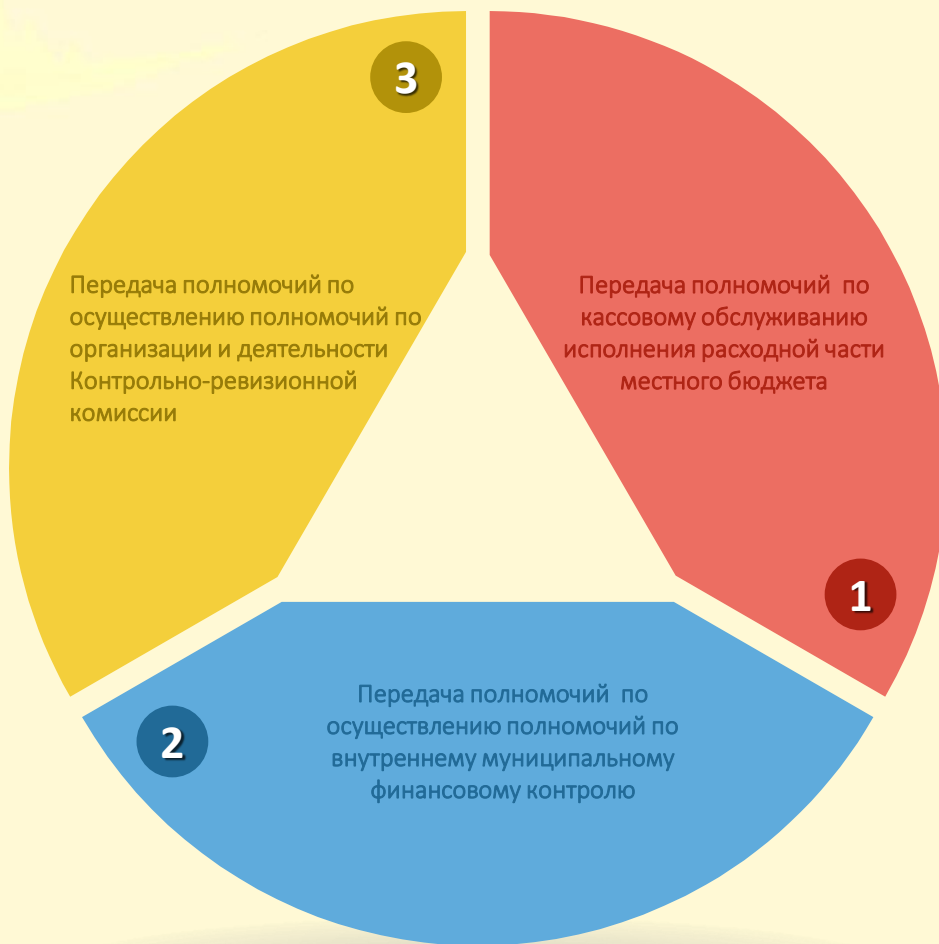 3
Передача полномочий по
осуществлению полномочий по
организации и деятельности
Контрольно-ревизионной
комиссии
Передача полномочий по
кассовому обслуживанию
исполнения расходной части
местного бюджета
1
Передача полномочий по
осуществлению полномочий по
внутреннему муниципальному
финансовому контролю
2